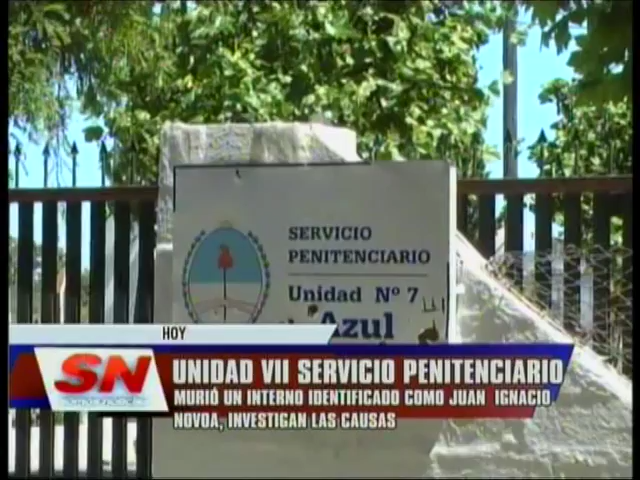 SERVICIO
PENITENCIARIO
Unidad Nº 7
Azul
HOY
SN
UNIDAD VII SERVICIO PENITENCIARIO
MURIÓ UN INTERNO IDENTIFICADO COMO JUAN IGNACIO
NOVOA, INVESTIGAN LAS CAUSAS